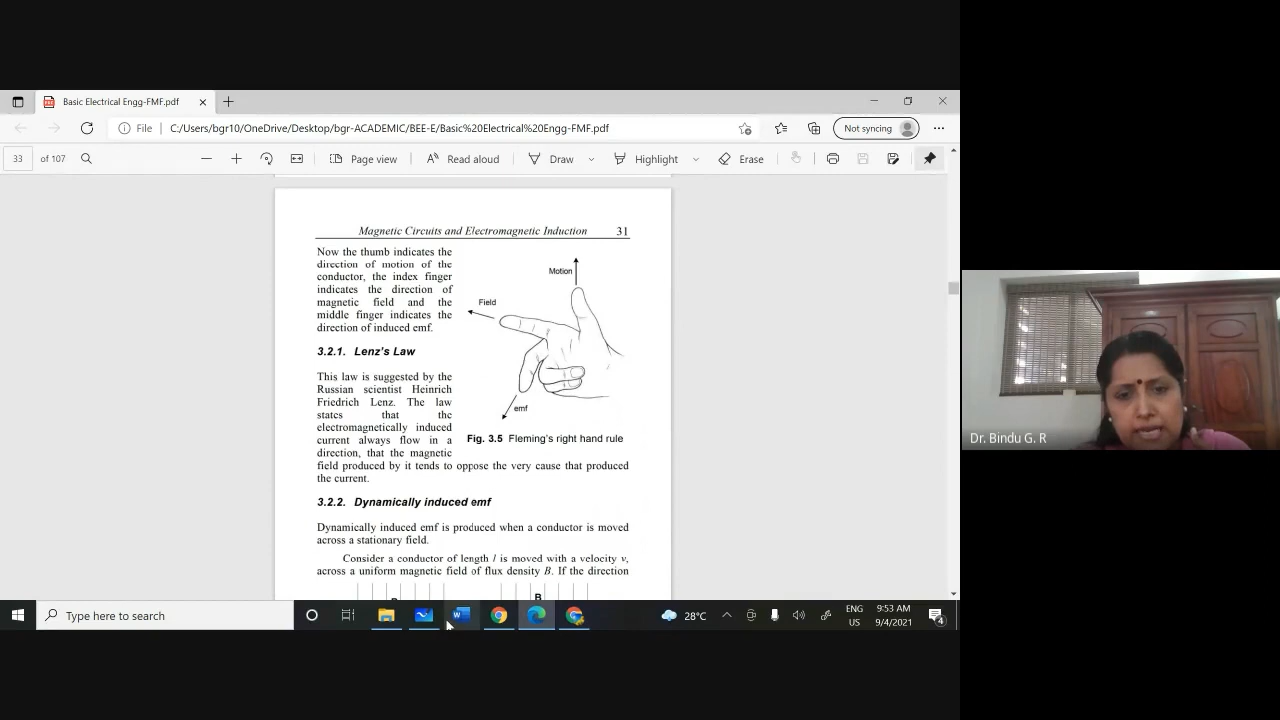 Basic Electrical Engg-FMF.pdf
File
C:/Users/bgr10/OneDrive/Desktop/bgr-ACADEMIC/BEE-E/Basic%20Electrical%20Engg-FMF.pdf
Not syncing
33 of 107
Page view
Read aloud
Draw
Highlight
Erase
Magnetic Circuits and Electromagnetic Induction 31
Now the thumb indicates the
direction of motion of the
conductor, the index finger
indicates the direction of
magnetic field and the
middle finger indicates the
direction of induced emf.
Motion
Field
emf
Fig. 3.5 Fleming's right hand rule
3.2.1. Lenz's Law
This law is suggested by the
Russian scientist Heinrich
Friedrich Lenz. The law
states that the
electromagnetically induced
current always flow in a
direction, that the magnetic
field produced by it tends to oppose the very cause that produced
the current.
3.2.2. Dynamically induced emf
Dynamically induced emf is produced when a conductor is moved
across a stationary field.
Consider a conductor of length l is moved with a velocity v,
across a uniform magnetic field of flux density B. If the direction
B
Dr. Bindu G. R
Type here to search
28°C
ENG
US
9:53 AM
9/4/2021
4